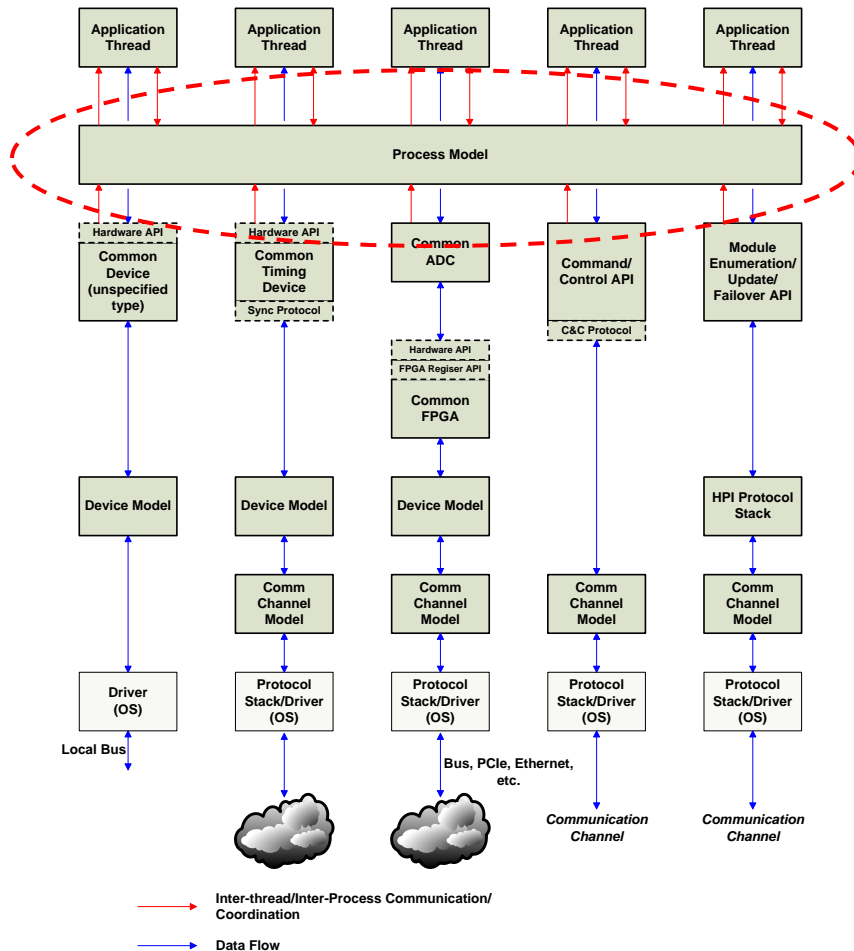 Application
Thread
Application
Thread
Application
Thread
Application
Thread
Application
Thread
Process Model
Hardware API
Common
Device
(unspecified
type)
Hardware API
Common
Timing
Device
Sync Protocol
Common
ADC
Command/
Control API
C&C Protocol
Module
Enumeration/
Update/
Failover API
Hardware API
FPGA Regiser API
Common
FPGA
Device Model
Device Model
Device Model
HPI Protocol
Stack
Comm
Channel
Model
Comm
Channel
Model
Comm
Channel
Model
Comm
Channel
Model
Driver
(OS)
Protocol
Stack/Driver
(OS)
Protocol
Stack/Driver
(OS)
Protocol
Stack/Driver
(OS)
Protocol
Stack/Driver
(OS)
Local Bus
Bus, PCIe, Ethernet,
etc.
Communication
Channel
Communication
Channel
Inter-thread/Inter-Process Communication/
Coordination
Data Flow